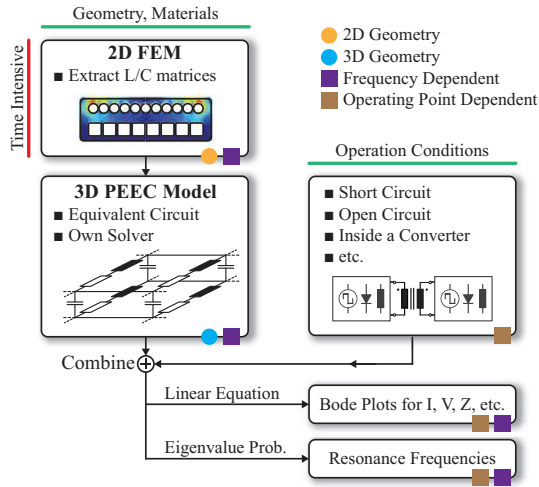 Geometry, Materials
Time Intensive
2D FEM
■ Extract L/C matrices
2D Geometry
3D Geometry
Frequency Dependent
Operating Point Dependent
3D PEEC Model
■ Equivalent Circuit
■ Own Solver
Operation Conditions
■ Short Circuit
■ Open Circuit
■ Inside a Converter
■ etc.
Combine
Linear Equation
Bode Plots for I, V, Z, etc.
Eigenvalue Prob.
Resonance Frequencies